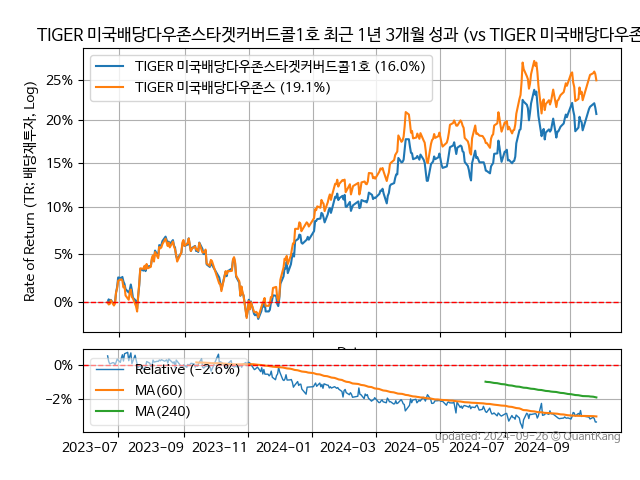 TIGER 미국배당다우존스타겟커버드콜1호 최근 1년 3개월 성과 (vs TIGER 미국배당다우존
TIGER 미국배당다우존스타겟커버드콜1호 (16.0%)
TIGER 미국배당다우존스 (19.1%)
Rate of Return (TR: 배당재투자, Log)
25%
20%
15%
10%
5%
0%
0%
−2%
Relative (−2.6%)
MA(60)
MA(240)
updated: 2024-09-26 © QuantKang
2023−07 2023−09 2023−11 2024−01 2024−03 2024−05 2024−07 2024−09